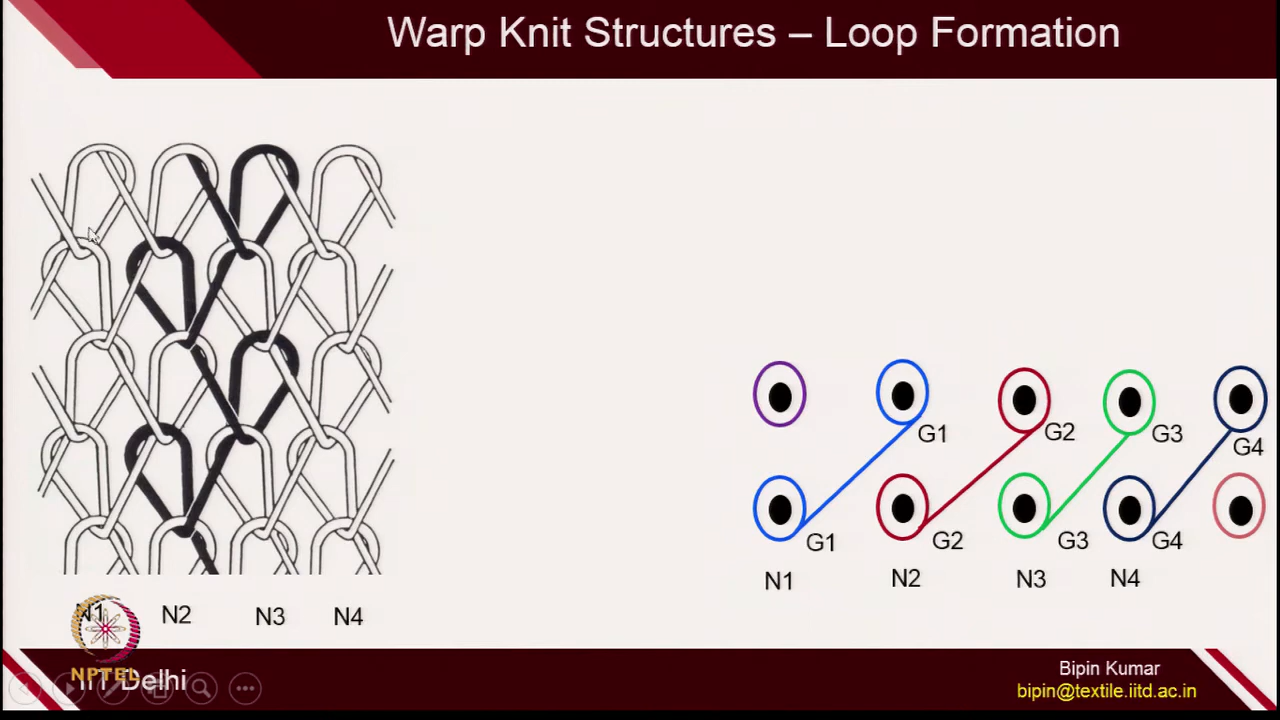 Warp Knit Structures – Loop Formation
G1 G2 G3 G4
G1 G2 G3 G4
N1 N2 N3 N4
N1 N2 N3 N4
NPTEL
IIT Delhi
Bipin Kumar
bipin@textile.iitd.ac.in